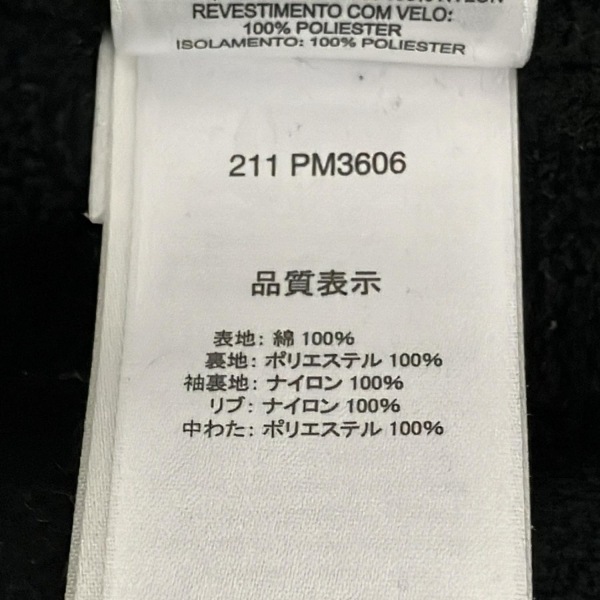 REVESTIMENTO COM VELO:
100% POLIESTER
ISOLAMENTO: 100% POLIESTER
211 PM3606
品質表示
表地: 綿 100%
裏地: ポリエステル 100%
袖裏地: ナイロン 100%
リブ: ナイロン 100%
中わた: ポリエステル 100%